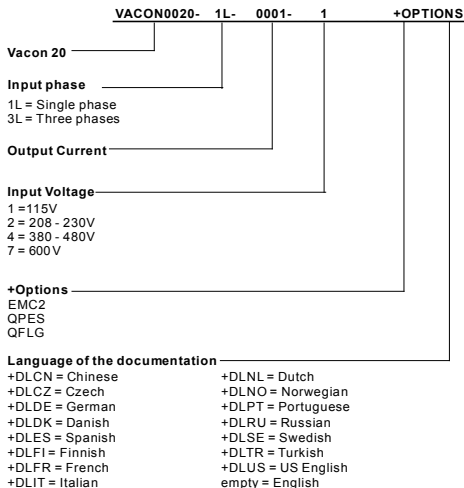 VACON0020- 1L- 0001- 1 +OPTIONS
Vacon 20
Input phase
1L = Single phase
3L = Three phases
Output Current
Input Voltage
1 =115V
2 = 208 - 230V
4 = 380 - 480V
7 = 600V
+Options
EMC2
QPES
QFLG
Language of the documentation
+DLCN = Chinese +DLNL = Dutch
+DLCZ = Czech +DLNO = Norwegian
+DLDE = German +DLPT = Portuguese
+DLDK = Danish +DLRU = Russian
+DLES = Spanish +DLSE = Swedish
+DLFI = Finnish +DLTR = Turkish
+DLFR = French +DLUS = US English
+DLIT = Italian empty = English